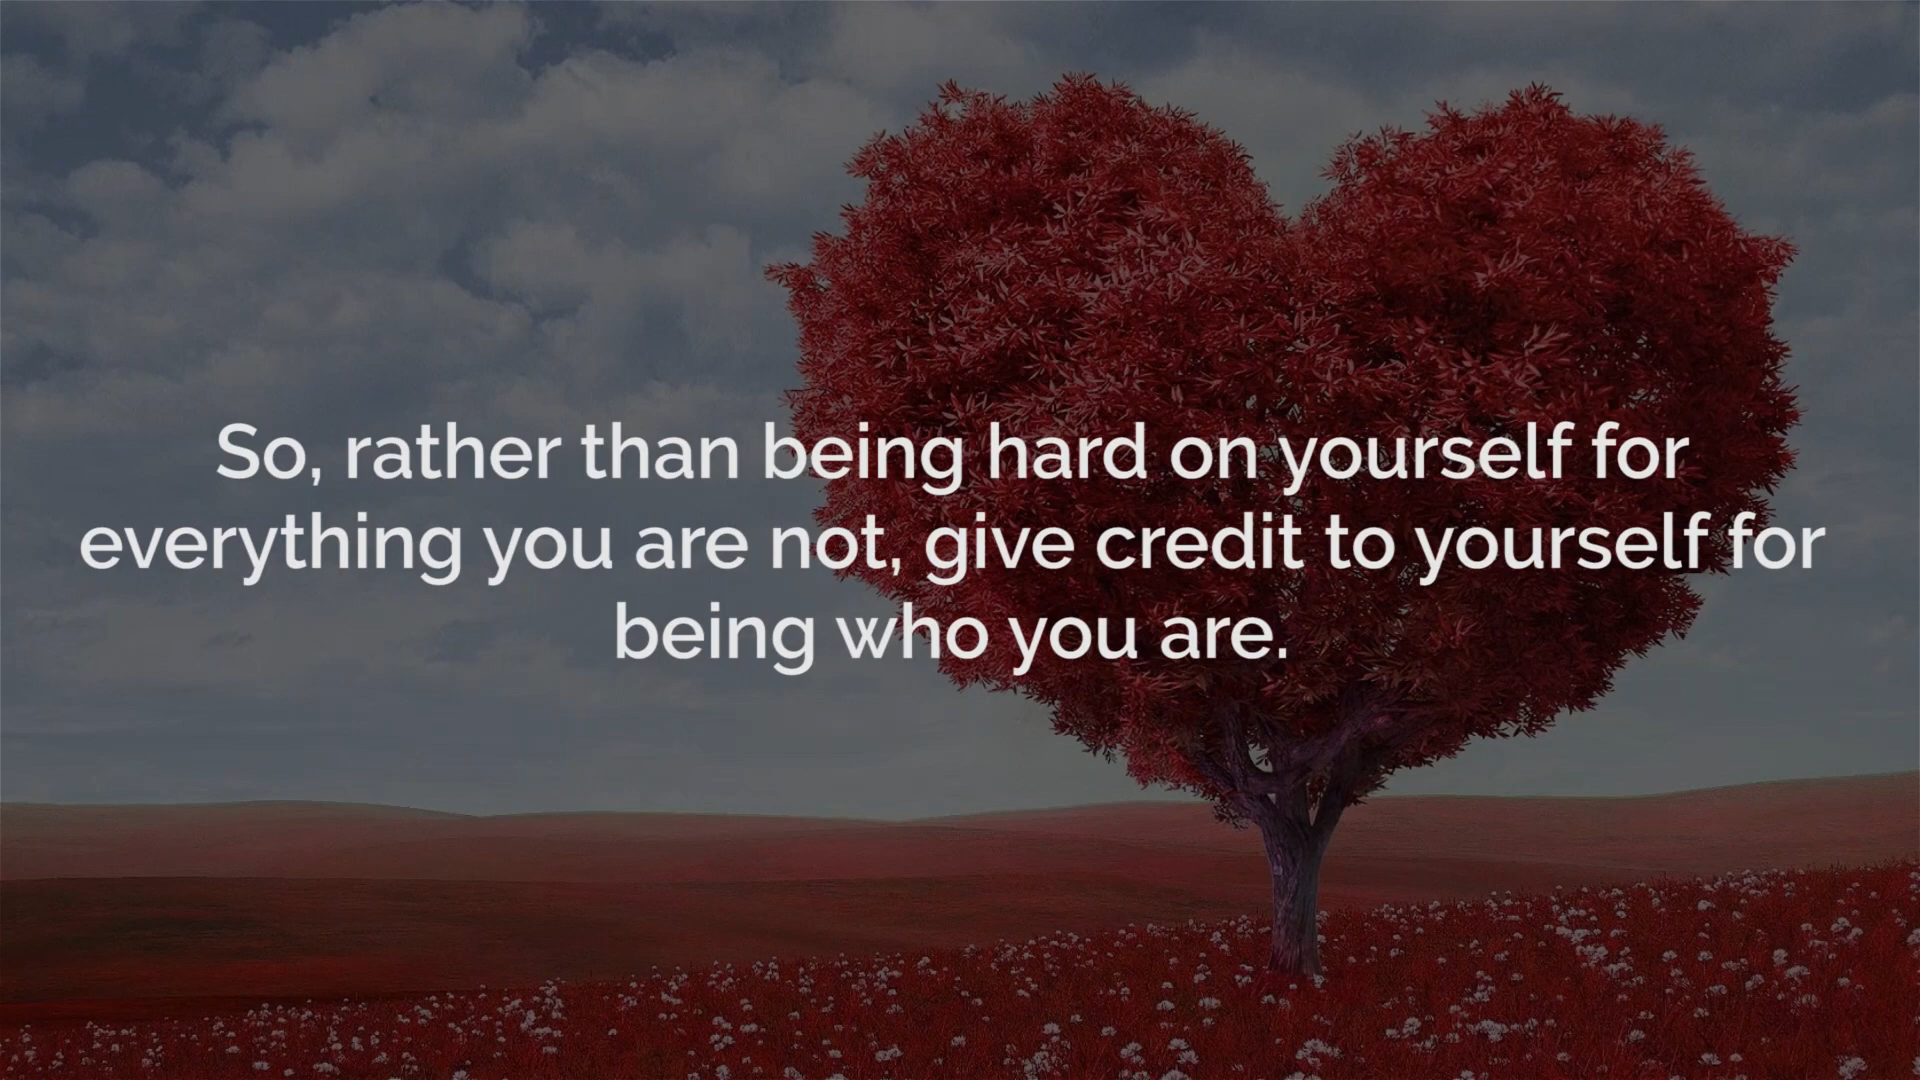 So, rather than being hard on yourself for
everything you are not, give credit to yourself for
being who you are.